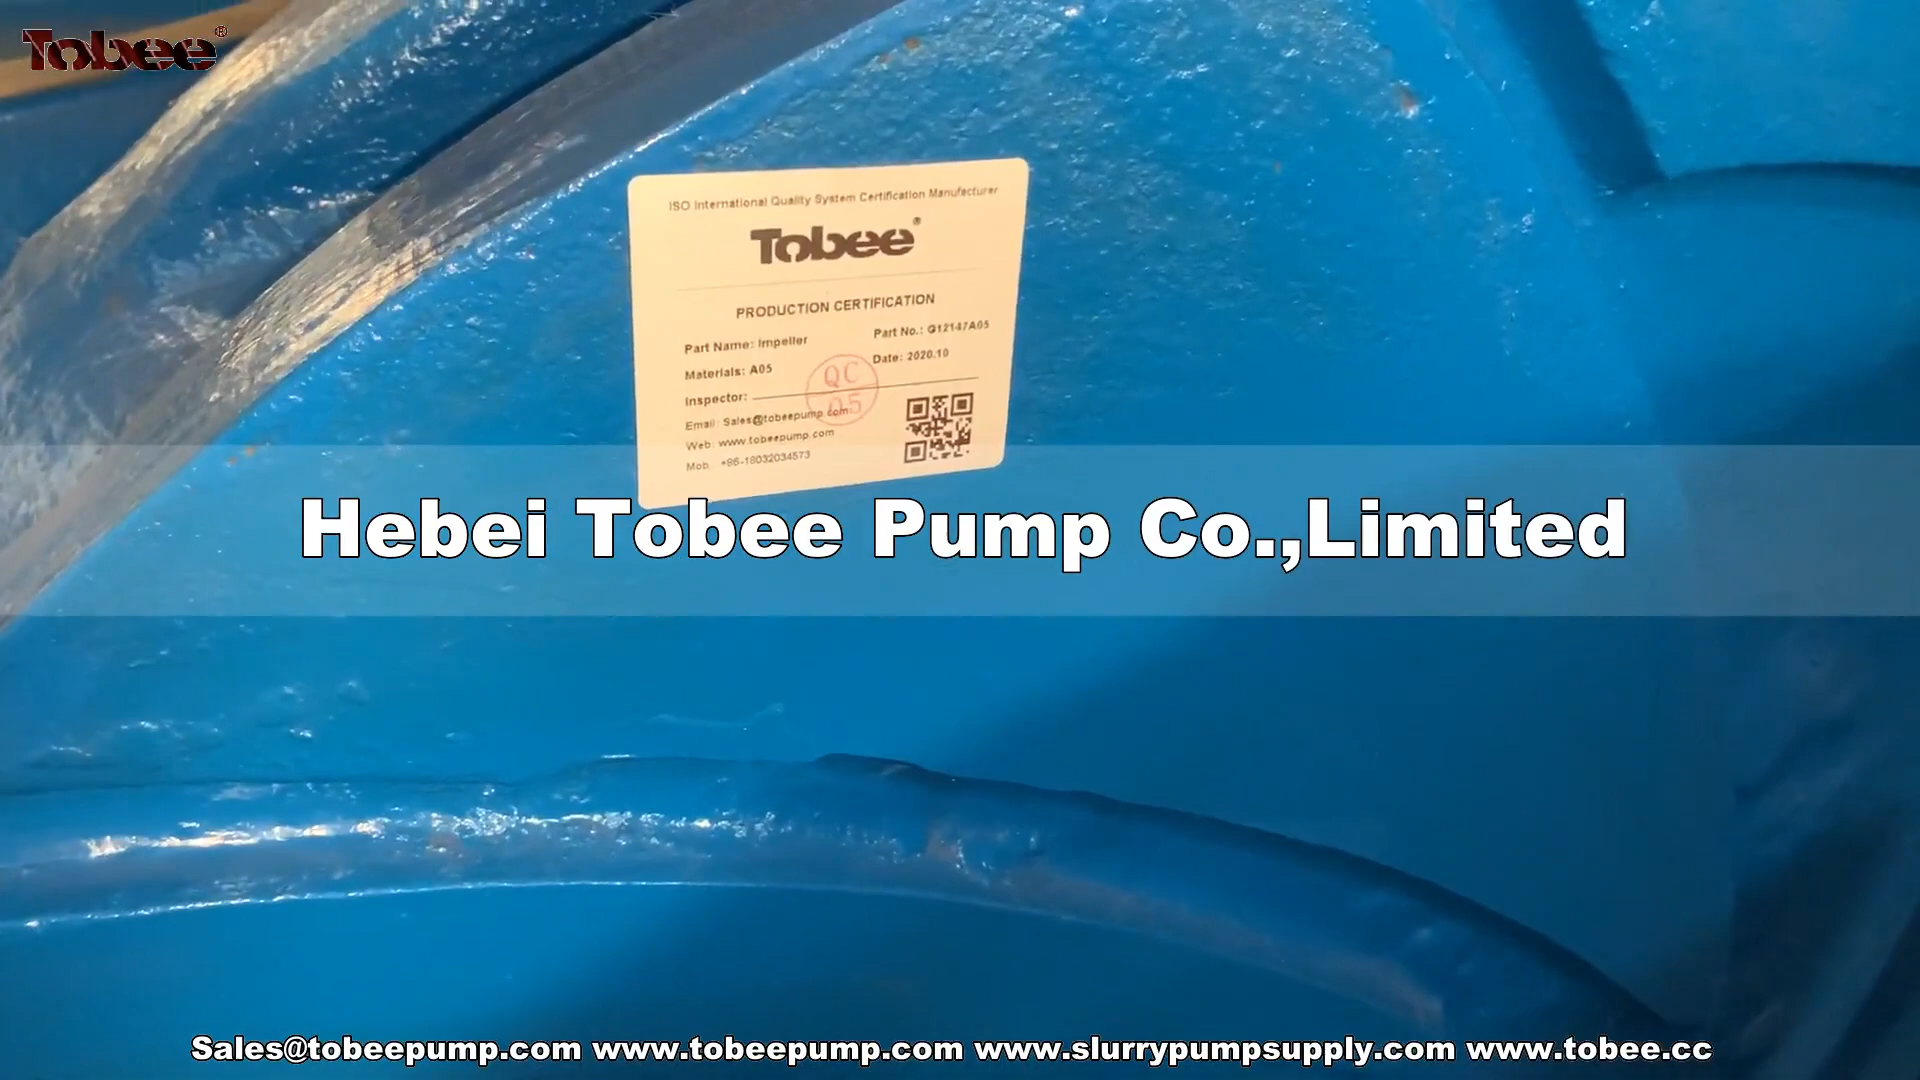 Tobee®
ISO International Quality System Certification Manufacturer
Tobee®
PRODUCTION CERTIFICATION
Part Name: Impeller
Part No.: G12147A05
Materials: A05
Date: 2020.10
Inspector:
QC
05
Email: Sales@tobeepump.com
Web: www.tobeepump.com
Mob.: +86-18032034573
Hebei Tobee Pump Co.,Limited
Sales@tobeepump.com www.tobeepump.com www.slurrypumpsupply.com www.tobee.cc